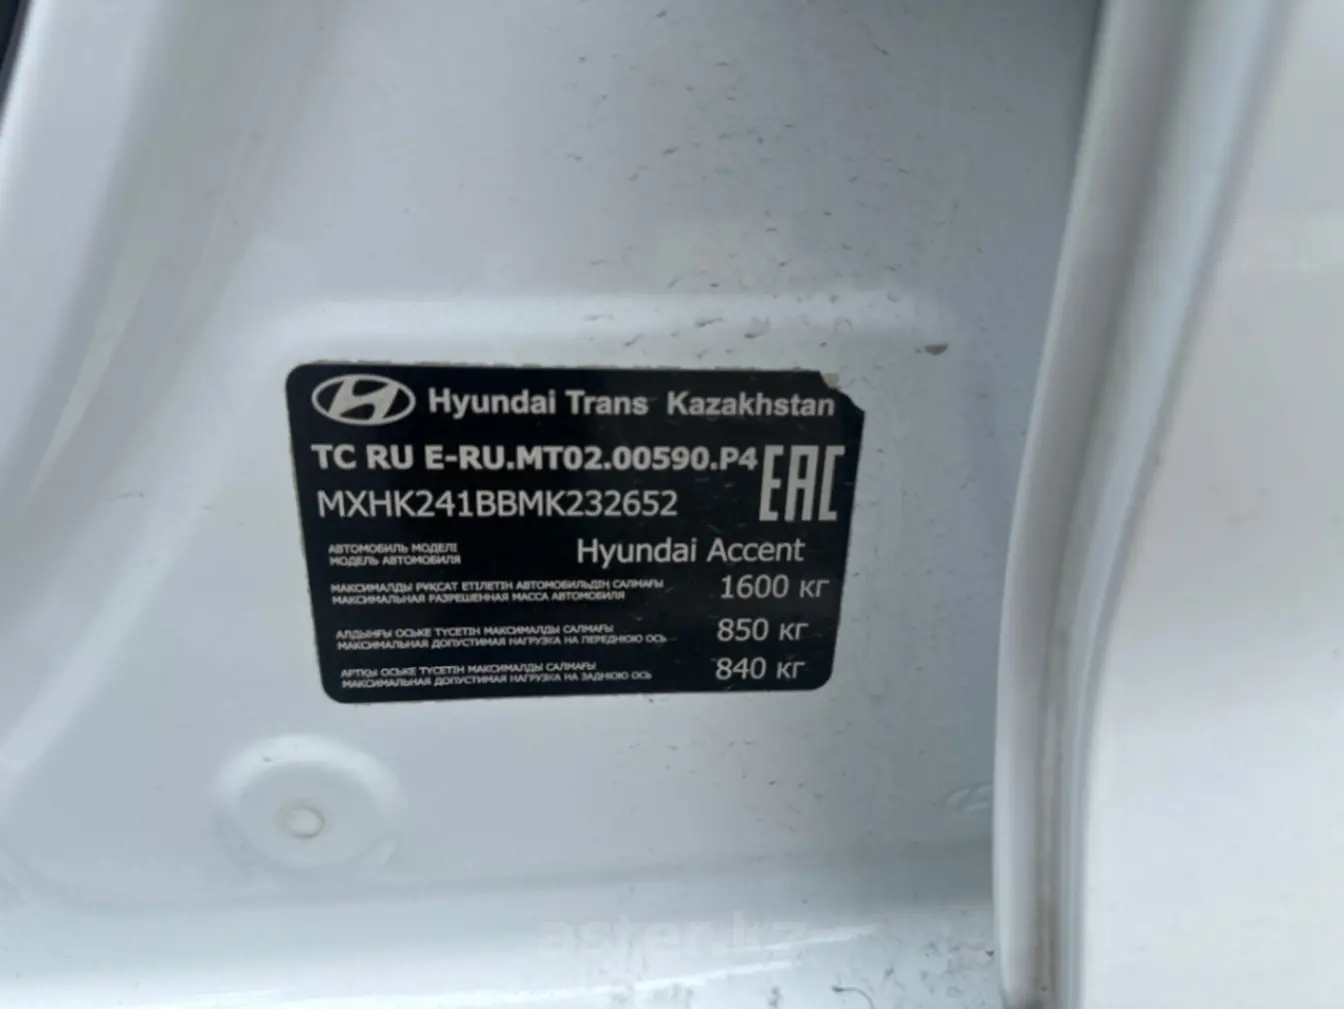 Hyundai Trans Kazakhstan
TC RU E-RU.MT02.00590.P4
EAC
MXHK241BBMK232652
АВТОМОБИЛЬ МОДЕЛІ
МОДЕЛЬ АВТОМОБИЛЯ
Hyundai Accent
МАКСИМАЛДЫ РҰҚСАТ ЕТІЛЕТІН АВТОМОБИЛЬДІҢ САЛМАҒЫ
МАКСИМАЛЬНАЯ РАЗРЕШЕННАЯ МАССА АВТОМОБИЛЯ
1600 кг
АЛДЫҢҒЫ ОСЬКЕ ТҮСЕТІН МАКСИМАЛДЫ САЛМАҒЫ
МАКСИМАЛЬНАЯ ДОПУСТИМАЯ НАГРУЗКА НА ПЕРЕДНЮЮ ОСЬ
850 кг
АРТҚЫ ОСЬКЕ ТҮСЕТІН МАКСИМАЛДЫ САЛМАҒЫ
МАКСИМАЛЬНАЯ ДОПУСТИМАЯ НАГРУЗКА НА ЗАДНЮЮ ОСЬ
840 кг
aster.kz